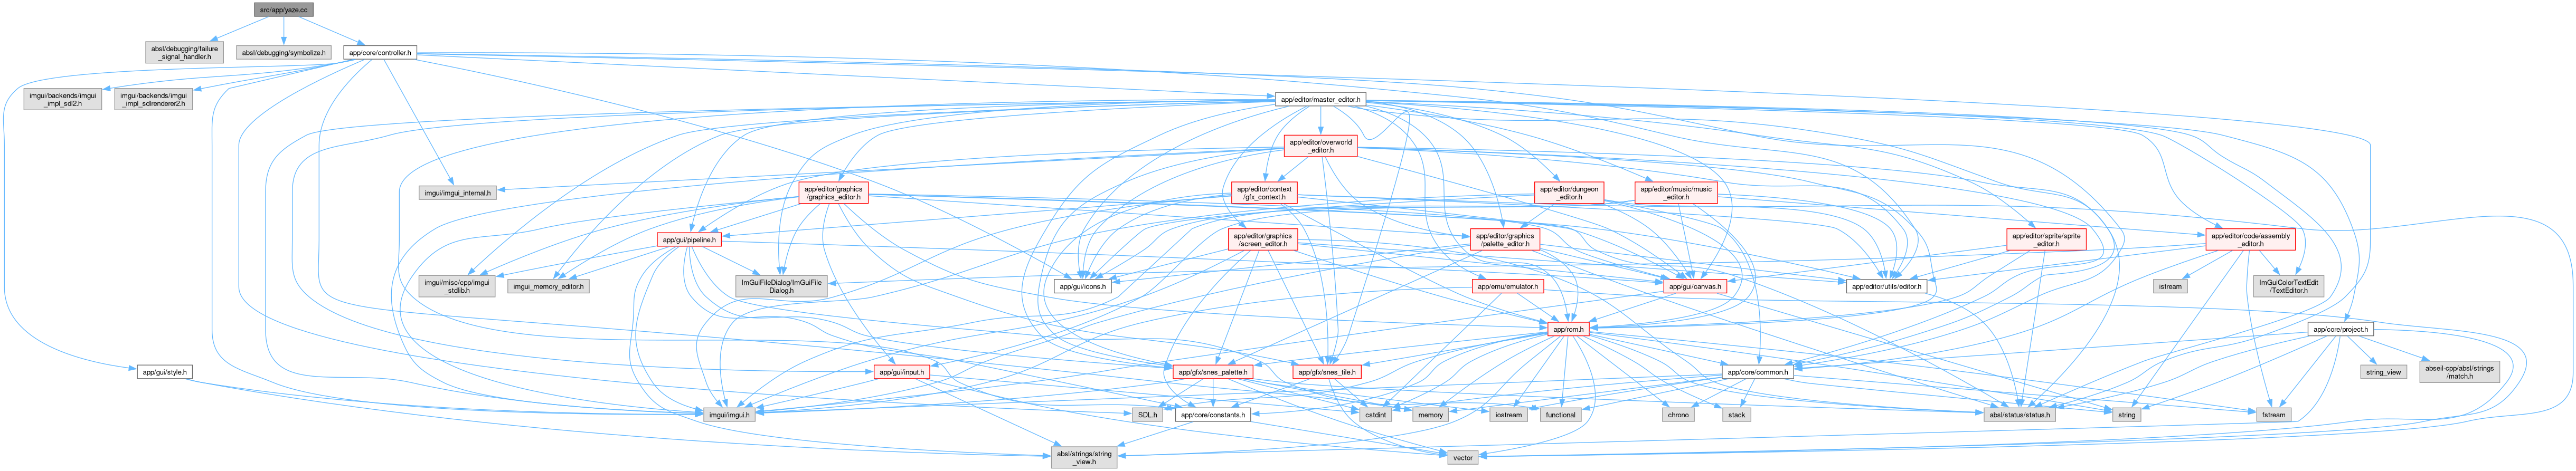 src/app/yaze.cc
absl/debugging/failure
_signal_handler.h
absl/debugging/symbolize.h
app/core/controller.h
imgui/backends/imgui
_impl_sdl2.h
imgui/backends/imgui
_impl_sdlrenderer2.h
app/editor/master_editor.h
app/editor/overworld
_editor.h
imgui/imgui_internal.h
app/editor/graphics
/graphics_editor.h
app/editor/context
/gfx_context.h
app/editor/dungeon
_editor.h
app/editor/music/music
_editor.h
app/gui/pipeline.h
app/editor/graphics
/screen_editor.h
app/editor/graphics
/palette_editor.h
app/editor/sprite/sprite
_editor.h
app/editor/code/assembly
_editor.h
imgui/misc/cpp/imgui
_stdlib.h
imgui_memory_editor.h
ImGuiFileDialog/ImGuiFile
Dialog.h
app/gui/icons.h
app/emu/emulator.h
app/gui/canvas.h
app/editor/utils/editor.h
istream
ImGuiColorTextEdit
/TextEditor.h
app/rom.h
app/core/project.h
app/gui/style.h
app/gui/input.h
app/gfx/snes_palette.h
app/gfx/snes_tile.h
app/core/common.h
string_view
abseil-cpp/absl/strings
/match.h
imgui/imgui.h
SDL.h
app/core/constants.h
cstdint
memory
iostream
functional
chrono
stack
absl/status/status.h
string
fstream
absl/strings/string
_view.h
vector